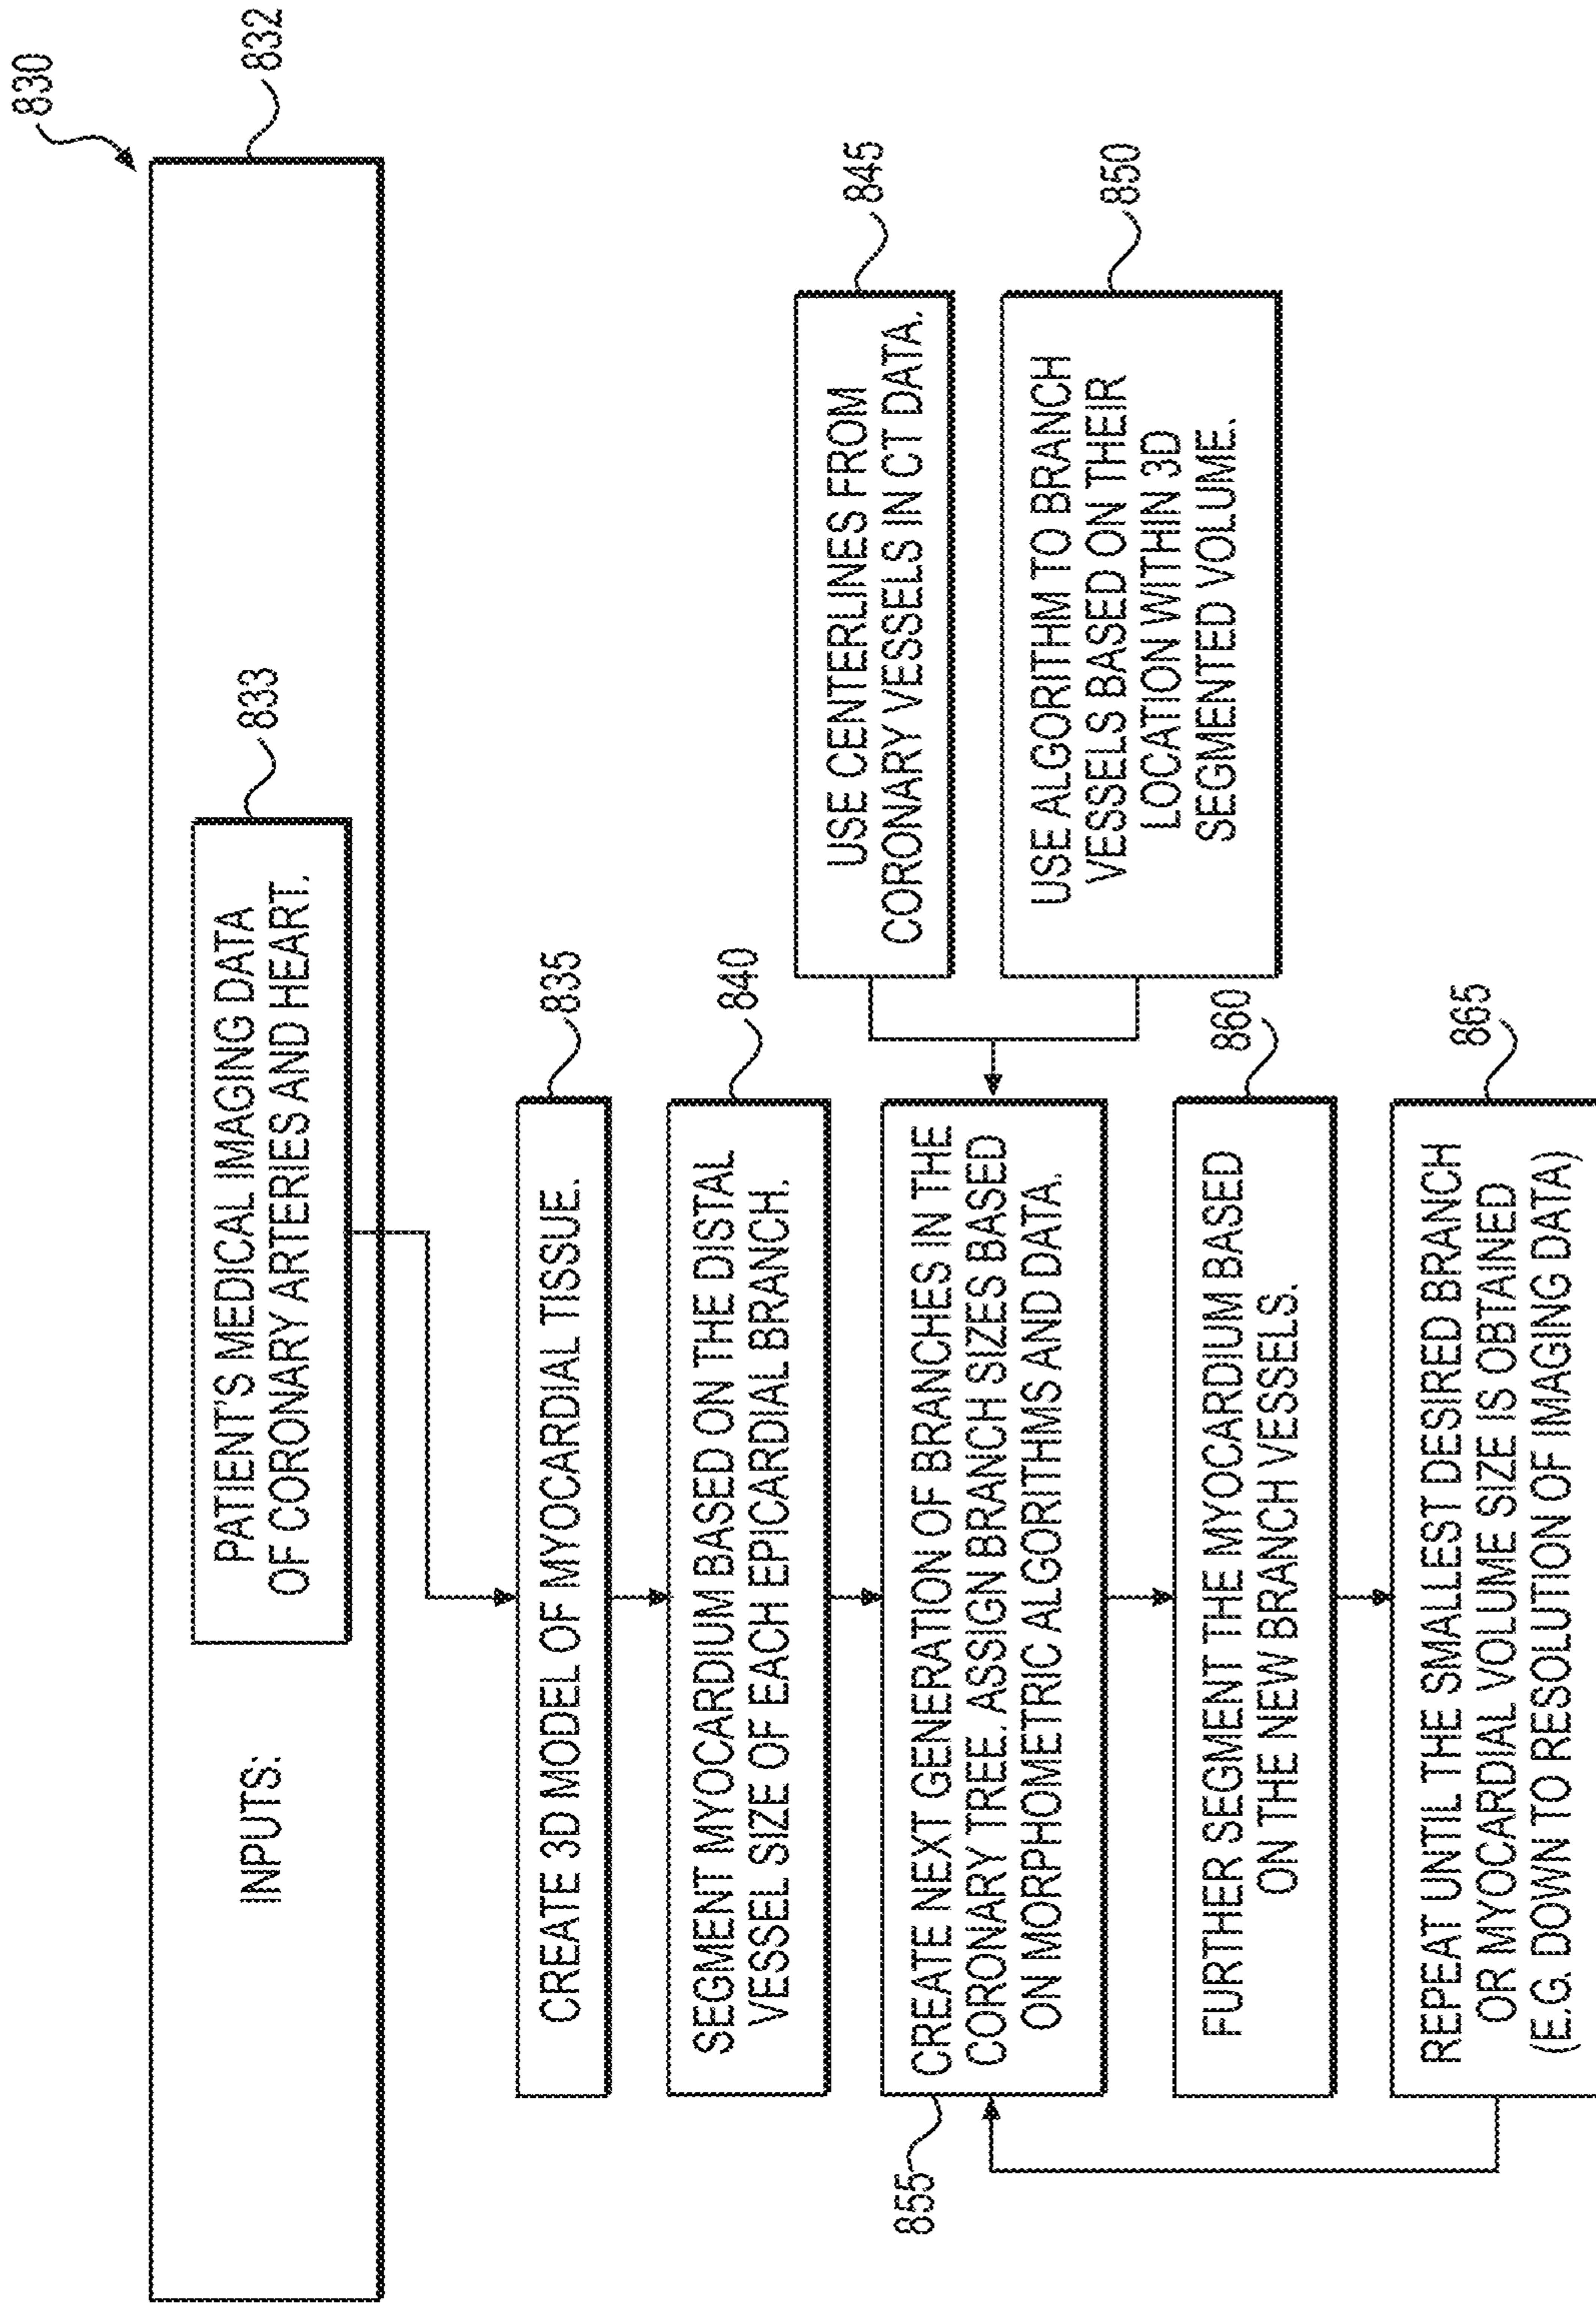 830
832
INPUTS:
833
PATIENT'S MEDICAL IMAGING DATA
OF CORONARY ARTERIES AND HEART.
835
CREATE 3D MODEL OF MYOCARDIAL TISSUE.
840
SEGMENT MYOCARDIUM BASED ON THE DISTAL
VESSEL SIZE OF EACH EPICARDIAL BRANCH.
845
USE CENTERLINES FROM
CORONARY VESSELS IN CT DATA.
850
USE ALGORITHM TO BRANCH
VESSELS BASED ON THEIR
LOCATION WITHIN 3D
SEGMENTED VOLUME.
855
CREATE NEXT GENERATION OF BRANCHES IN THE
CORONARY TREE. ASSIGN BRANCH SIZES BASED
ON MORPHOMETRIC ALGORITHMS AND DATA.
860
FURTHER SEGMENT THE MYOCARDIUM BASED
ON THE NEW BRANCH VESSELS.
865
REPEAT UNTIL THE SMALLEST DESIRED BRANCH
OR MYOCARDIAL VOLUME SIZE IS OBTAINED
(E.G. DOWN TO RESOLUTION OF IMAGING DATA)